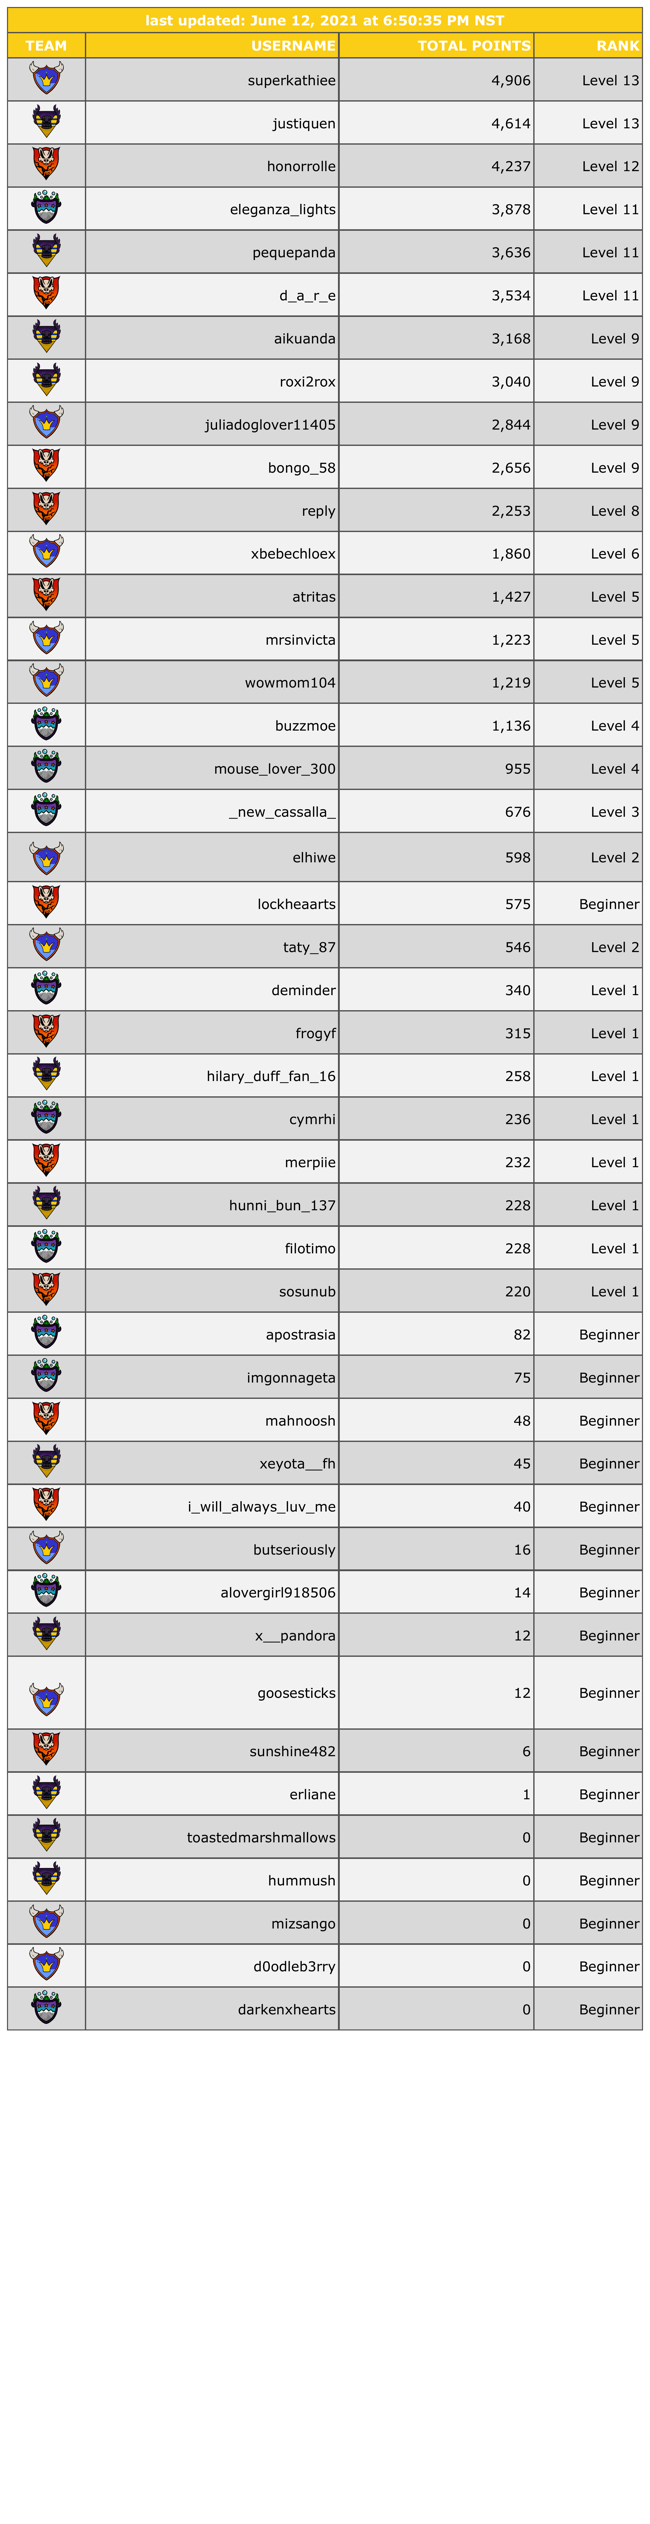 last updated: June 12, 2021 at 6:50:35 PM NST
TEAM USERNAME TOTAL POINTS RANK
superkathiee 4,906 Level 13
justiquen 4,614 Level 13
honorrolle 4,237 Level 12
eleganza_lights 3,878 Level 11
pequepanda 3,636 Level 11
d_a_r_e 3,534 Level 11
aikuanda 3,168 Level 9
roxi2rox 3,040 Level 9
juliadoglover11405 2,844 Level 9
bongo_58 2,656 Level 9
reply 2,253 Level 8
xbebechloex 1,860 Level 6
atritas 1,427 Level 5
mrsinvicta 1,223 Level 5
wowmom104 1,219 Level 5
buzzmoe 1,136 Level 4
mouse_lover_300 955 Level 4
_new_cassalla_ 676 Level 3
elhiwe 598 Level 2
lockheaarts 575 Beginner
taty_87 546 Level 2
deminder 340 Level 1
frogyf 315 Level 1
hilary_duff_fan_16 258 Level 1
cymrhi 236 Level 1
merpiie 232 Level 1
hunni_bun_137 228 Level 1
filotimo 228 Level 1
sosunub 220 Level 1
apostrasia 82 Beginner
imgonnageta 75 Beginner
mahnoosh 48 Beginner
xeyota__fh 45 Beginner
i_will_always_luv_me 40 Beginner
butseriously 16 Beginner
alovergirl918506 14 Beginner
x__pandora 12 Beginner
goosesticks 12 Beginner
sunshine482 6 Beginner
erliane 1 Beginner
toastedmarshmallows 0 Beginner
hummush 0 Beginner
mizsango 0 Beginner
d0odleb3rry 0 Beginner
darkenxhearts 0 Beginner